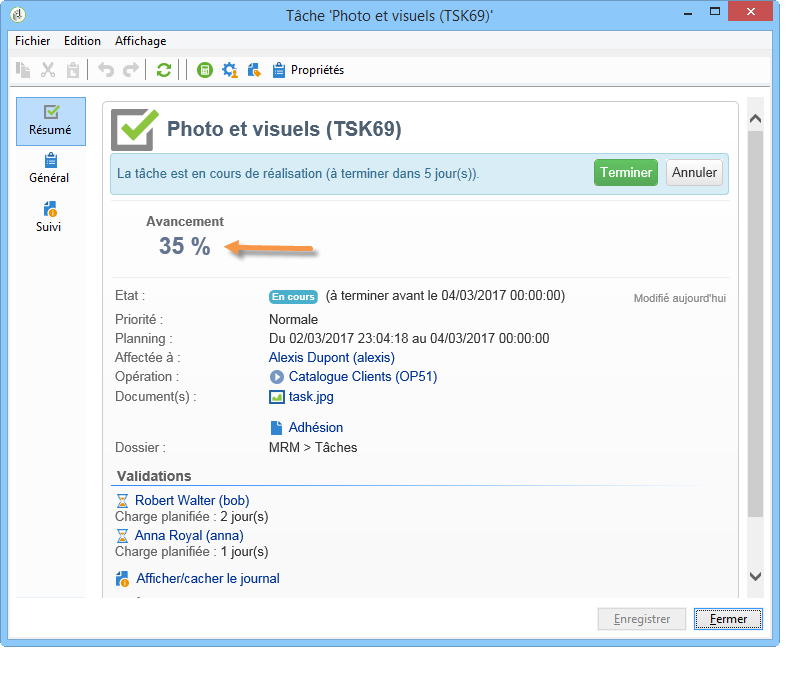 Tâche 'Photo et visuels (TSK69)'
Fichier Edition Affichage
Propriétés
Résumé
Général
Suivi
Photo et visuels (TSK69)
La tâche est en cours de réalisation (à terminer dans 5 jour(s)). Terminer Annuler
Avancement
35 %
Etat : En cours (à terminer avant le 04/03/2017 00:00:00) Modifié aujourd'hui
Priorité : Normale
Planning : Du 02/03/2017 23:04:18 au 04/03/2017 00:00:00
Affectée à : Alexis Dupont (alexis)
Opération : Catalogue Clients (OP51)
Document(s) : task.jpg
Adhésion
Dossier : MRM > Tâches
Validations
Robert Walter (bob)
Charge planifiée : 2 jour(s)
Anna Royal (anna)
Charge planifiée : 1 jour(s)
Afficher/cacher le journal
Enregistrer Fermer